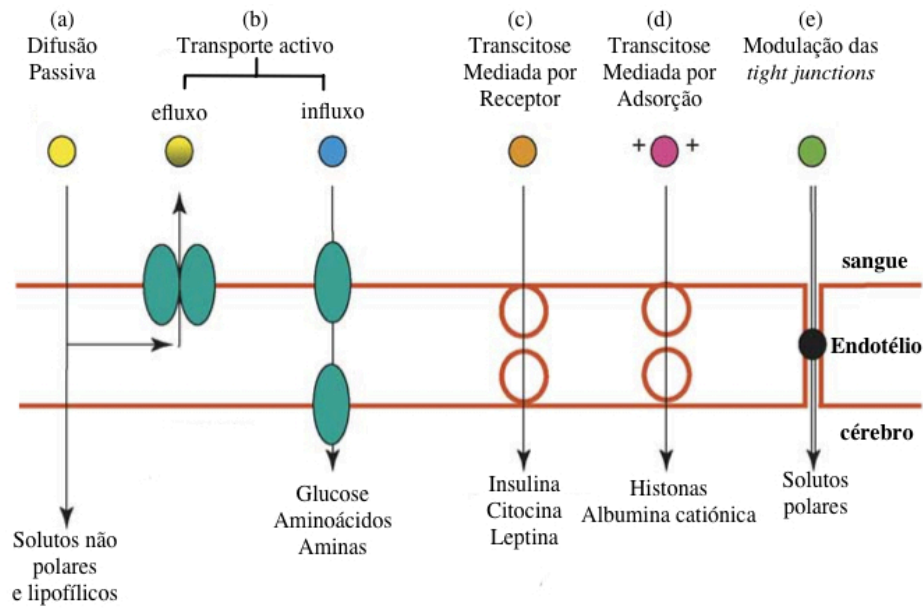 (a)
Difusão
Passiva
(b)
Transporte activo
efluxo
influxo
(c)
Transcitose
Mediada por
Receptor
(d)
Transcitose
Mediada por
Adsorção
(e)
Modulação das
tight junctions
+ +
sangue
Endotélio
cérebro
Solutos não
polares
e lipofílicos
Glucose
Aminoácidos
Aminas
Insulina
Citocina
Leptina
Histonas
Albumina catiónica
Solutos
polares